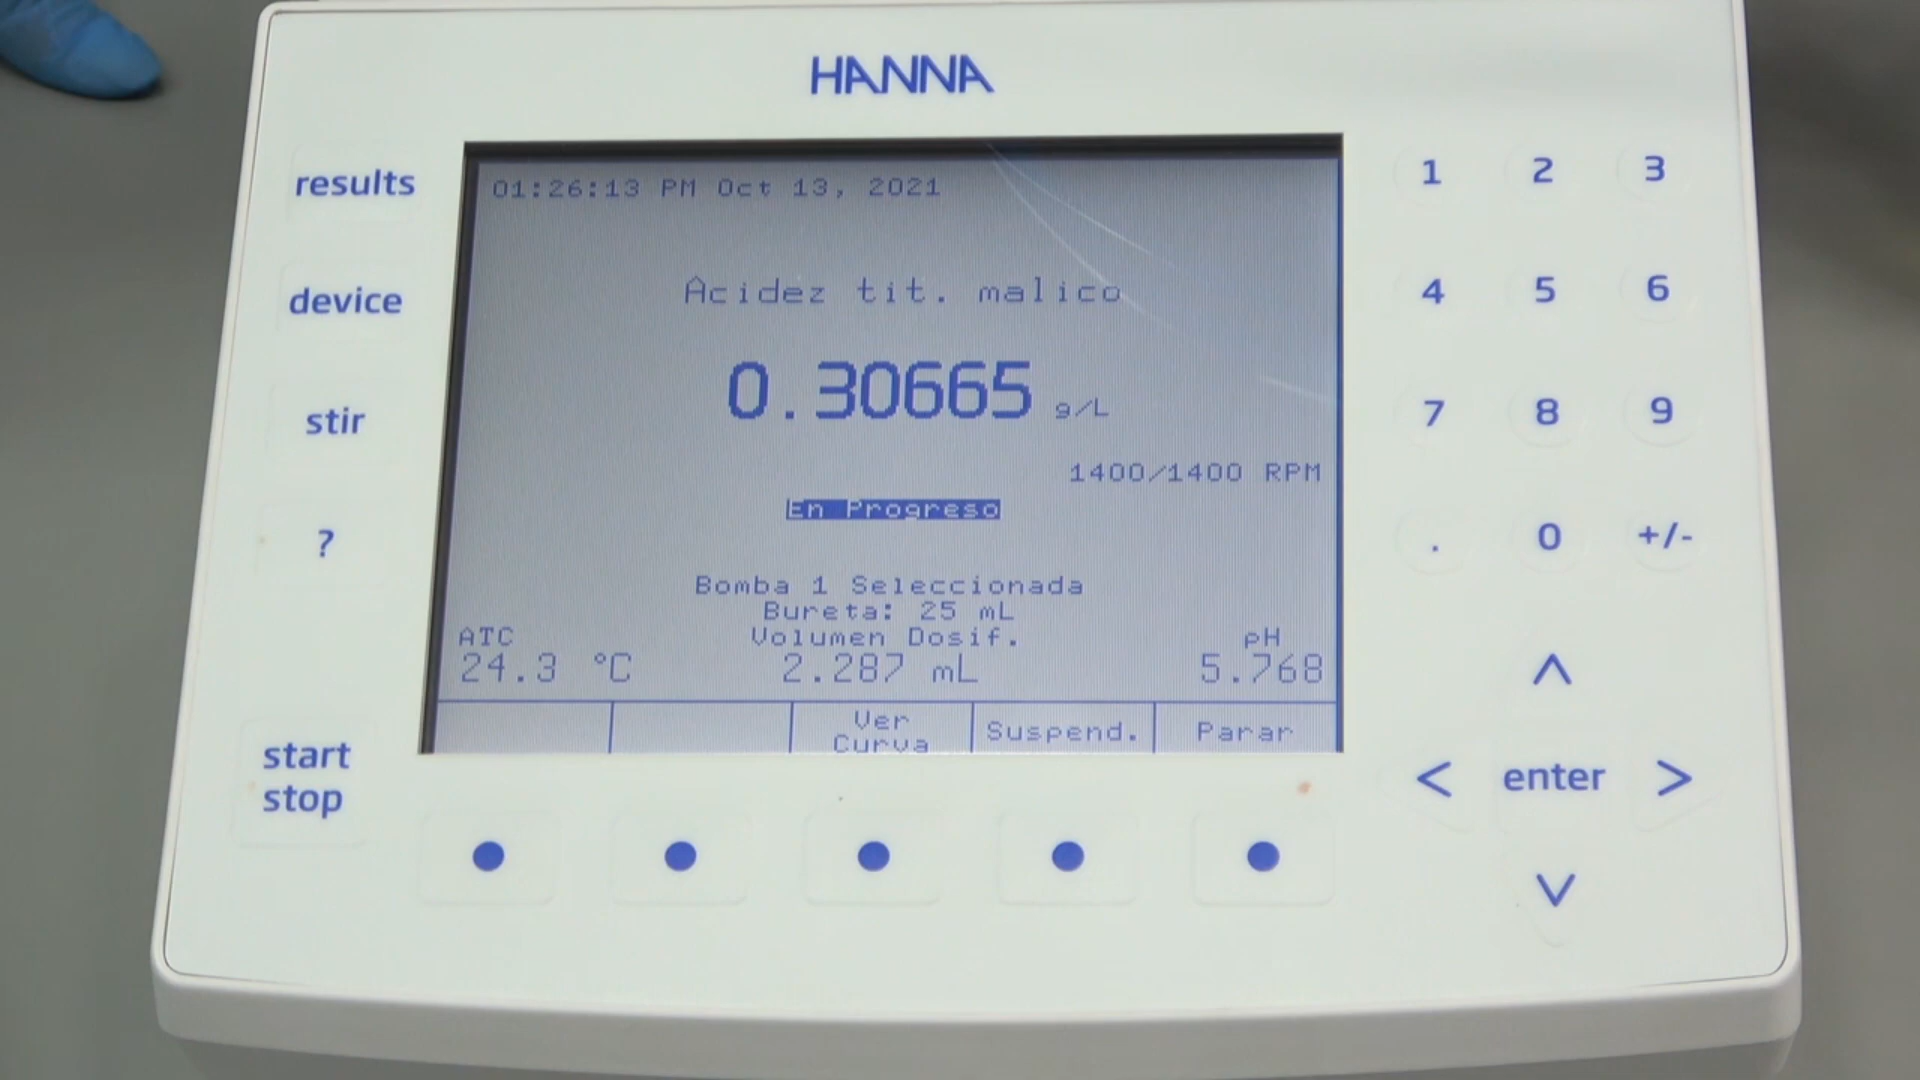 HANNA
results
device
stir
?
start
stop
01:26:13 PM Oct 13, 2021
Acidez tit. malico
0.30665 g/L
1400/1400 RPM
En Progreso
Bomba 1 Seleccionada
Bureta: 25 mL
Volumen Dosif.
2.287 mL
ATC
24.3 °C
pH
5.768
Ver
Curva
Suspend.
Parar
1 2 3
4 5 6
7 8 9
. 0 +/-
< enter >